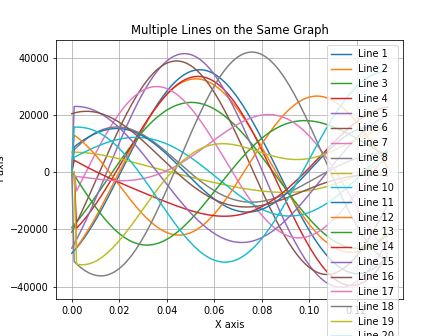 Multiple Lines on the Same Graph
40000
20000
0
−20000
−40000
0.00 0.02 0.04 0.06 0.08 0.10
X axis
axis
Line 1
Line 2
Line 3
Line 4
Line 5
Line 6
Line 7
Line 8
Line 9
Line 10
Line 11
Line 12
Line 13
Line 14
Line 15
Line 16
Line 17
Line 18
Line 19
Line 20